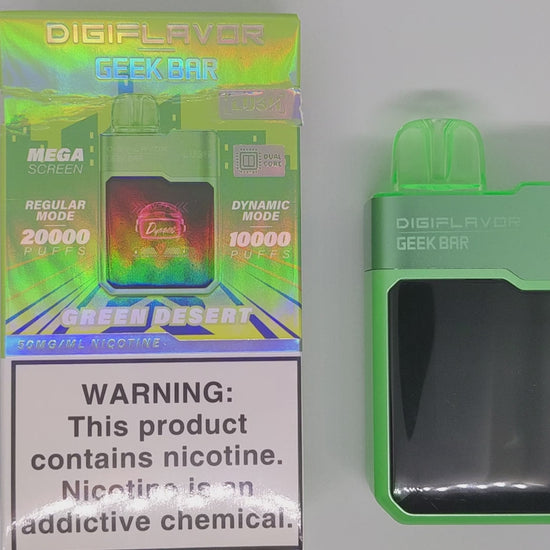 DIGIFLAVOR
GEEK BAR
MEGA
SCREEN
DUAL
CORE
REGULAR
MODE
20000
PUFFS
Dynamic
DYNAMIC
MODE
10000
PUFFS
GREEN DESERT
50MG/ML NICOTINE
WARNING:
This product
contains nicotine.
Nicotine is an
addictive chemical.
DIGIFLAVOR
GEEK BAR